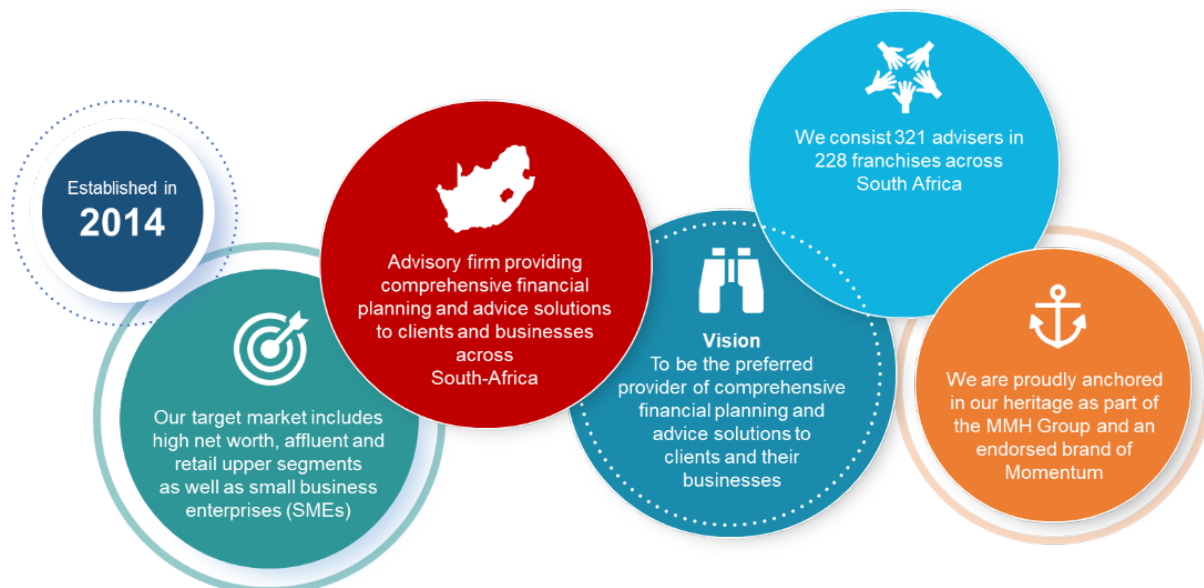 Established in
2014
Our target market includes
high net worth, affluent and
retail upper segments
as well as small business
enterprises (SMEs)
Advisory firm providing
comprehensive financial
planning and advice solutions
to clients and businesses
across
South-Africa
Vision
To be the preferred
provider of comprehensive
financial planning and
advice solutions to
clients and their
businesses
We consist 321 advisers in
228 franchises across
South Africa
We are proudly anchored
in our heritage as part of
the MMH Group and an
endorsed brand of
Momentum